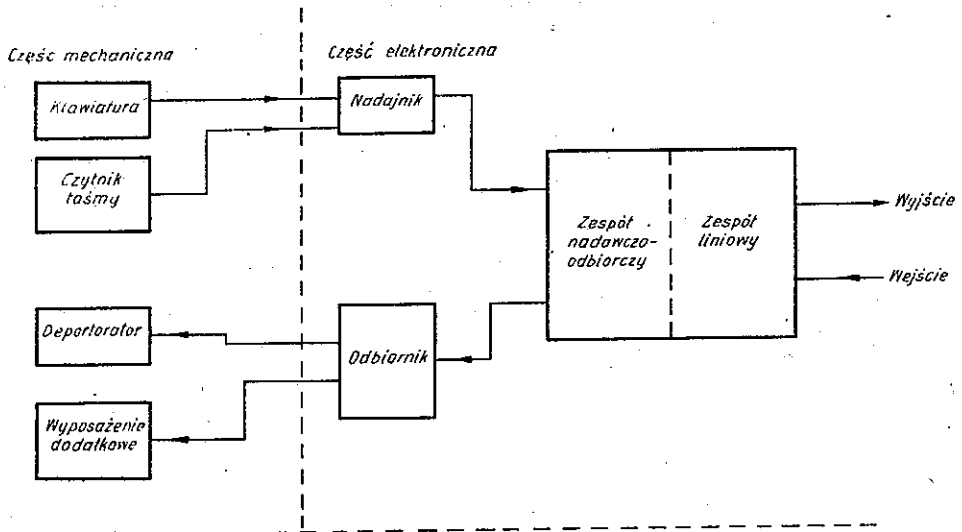 Część mechaniczna
Część elektroniczna
Klawiatura
Nadajnik
Czytnik
taśmy
Zespół
nadawczo-
odbiorczy
Zespół
liniowy
Wyjście
Wejście
Deportorator
Odbiornik
Wyposażenie
dodatkowe